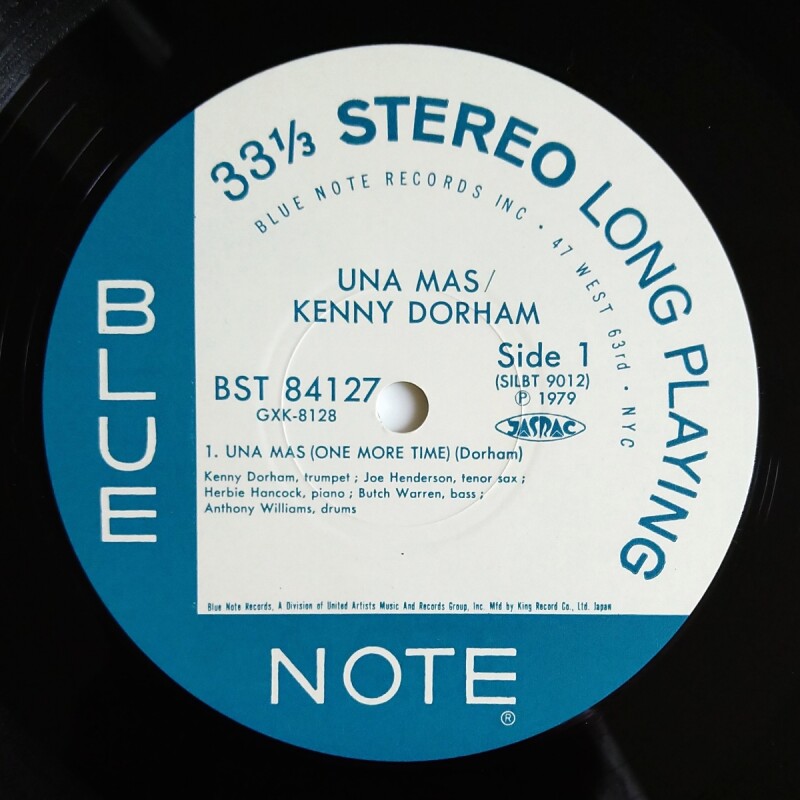 33⅓ STEREO LONG PLAYING
BLUE NOTE RECORDS INC • 47 WEST 63rd • NYC
UNA MAS/
KENNY DORHAM
Side 1
BST 84127
(SILBT 9012)
GXK-8128
Ⓟ 1979
JASRAC
1. UNA MAS (ONE MORE TIME) (Dorham)
Kenny Dorham, trumpet ; Joe Henderson, tenor sax ;
Herbie Hancock, piano ; Butch Warren, bass ;
Anthony Williams, drums
Blue Note Records, A Division of United Artists Music And Records Group, Inc. Mfd by King Record Co., Ltd. Japan
BLUE
NOTE
®